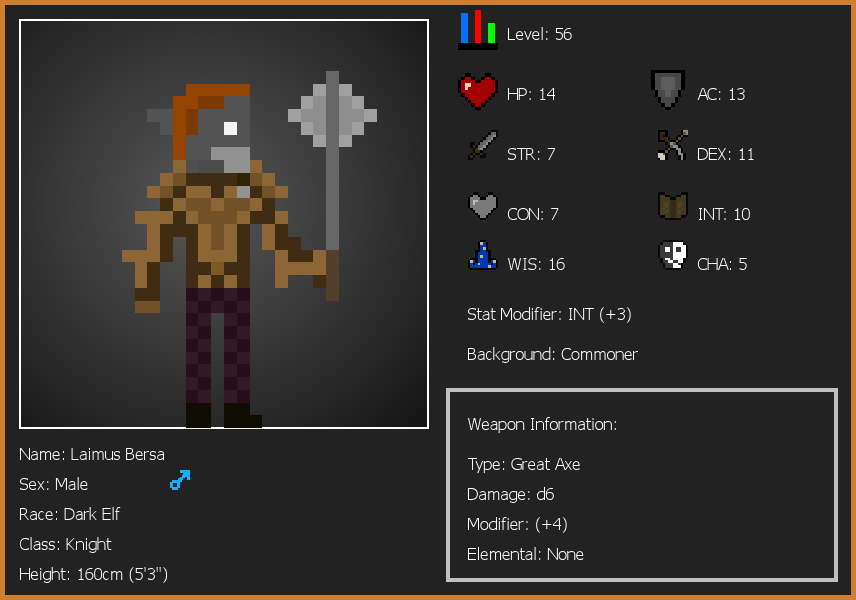 Level: 56
HP: 14
AC: 13
STR: 7
DEX: 11
CON: 7
INT: 10
WIS: 16
CHA: 5
Stat Modifier: INT (+3)
Background: Commoner
Weapon Information:
Type: Great Axe
Damage: d6
Modifier: (+4)
Elemental: None
Name: Laimus Bersa
Sex: Male
Race: Dark Elf
Class: Knight
Height: 160cm (5'3")